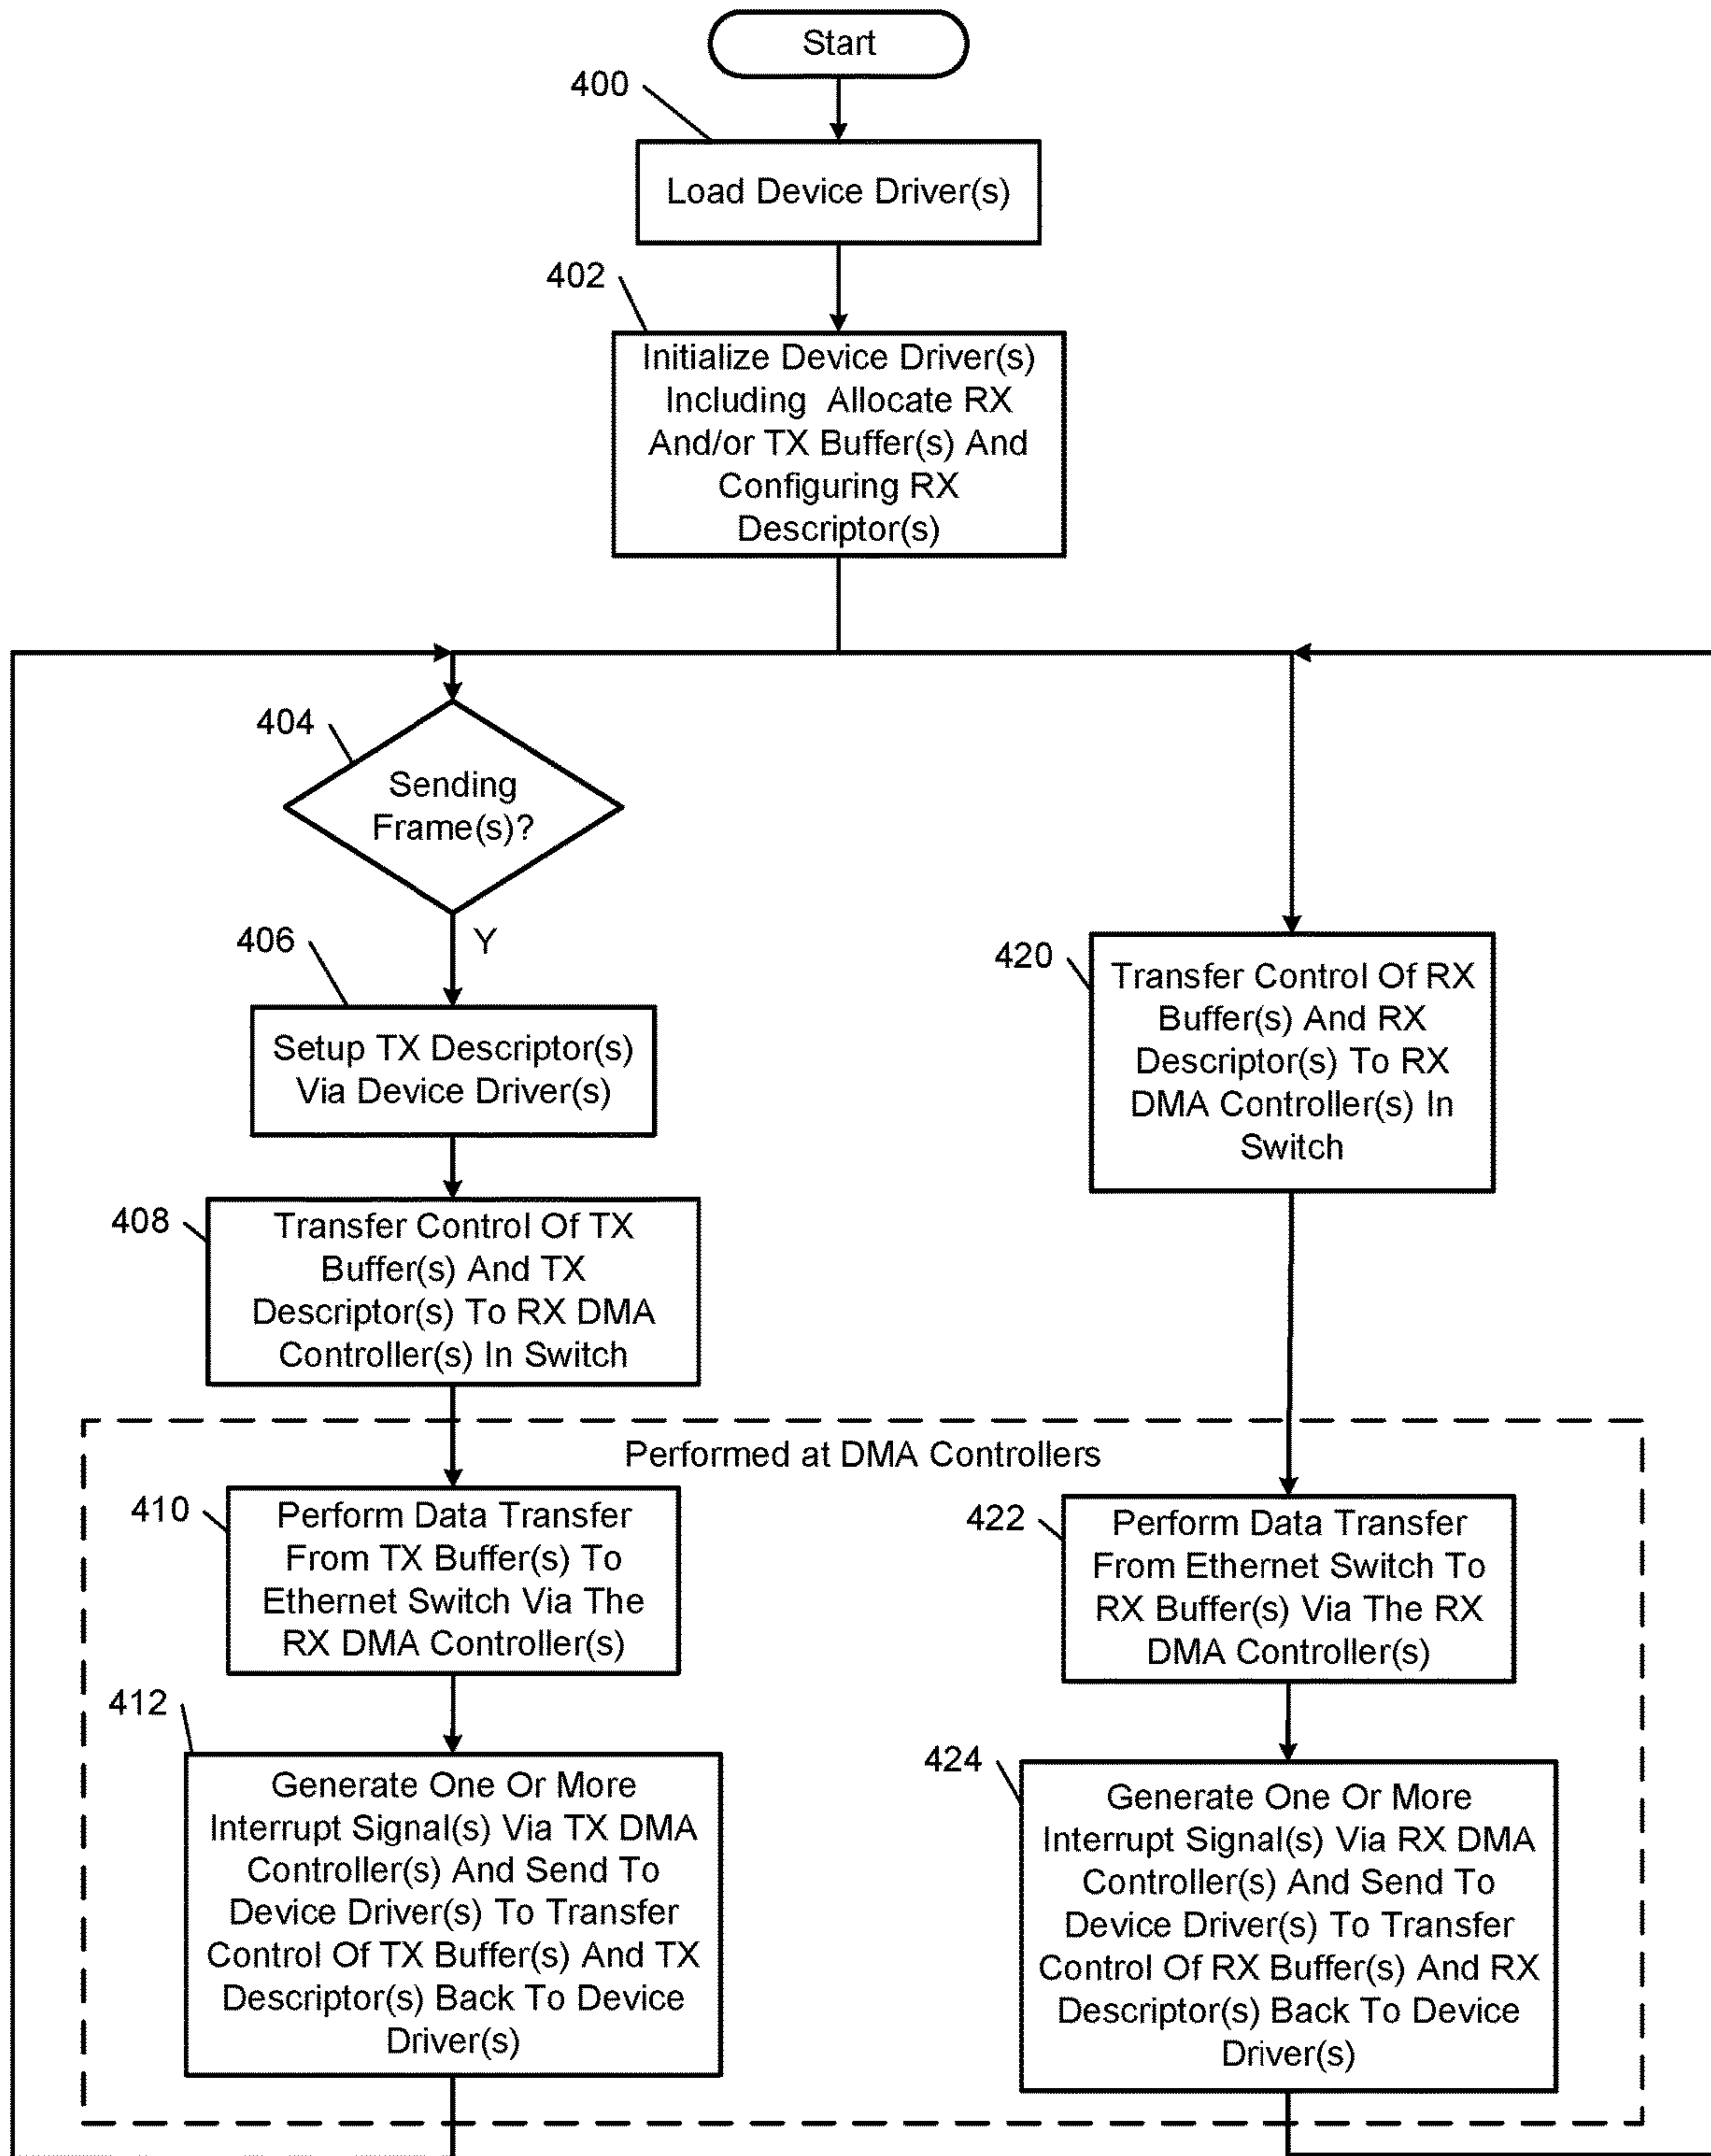 Start
400
Load Device Driver(s)
402
Initialize Device Driver(s)
Including Allocate RX
And/or TX Buffer(s) And
Configuring RX
Descriptor(s)
404
Sending
Frame(s)?
Y
406
Setup TX Descriptor(s)
Via Device Driver(s)
408
Transfer Control Of TX
Buffer(s) And TX
Descriptor(s) To RX DMA
Controller(s) In Switch
420
Transfer Control Of RX
Buffer(s) And RX
Descriptor(s) To RX
DMA Controller(s) In
Switch
Performed at DMA Controllers
410
Perform Data Transfer
From TX Buffer(s) To
Ethernet Switch Via The
RX DMA Controller(s)
412
Generate One Or More
Interrupt Signal(s) Via TX DMA
Controller(s) And Send To
Device Driver(s) To Transfer
Control Of TX Buffer(s) And TX
Descriptor(s) Back To Device
Driver(s)
422
Perform Data Transfer
From Ethernet Switch To
RX Buffer(s) Via The RX
DMA Controller(s)
424
Generate One Or More
Interrupt Signal(s) Via RX DMA
Controller(s) And Send To
Device Driver(s) To Transfer
Control Of RX Buffer(s) And RX
Descriptor(s) Back To Device
Driver(s)